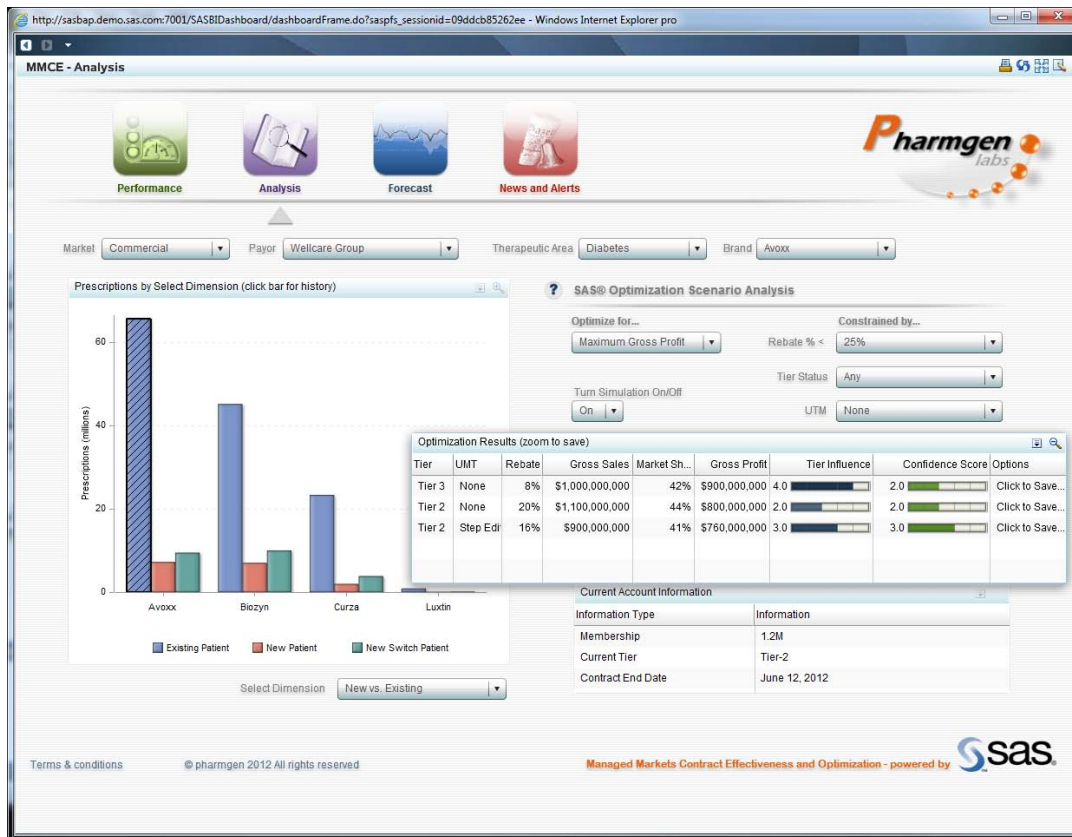 http://sasbap.demo.sas.com:7001/SASBIDashboard/dashboardFrame.do?saspfs_sessionid=09ddcb85262ee - Windows Internet Explorer pro
MMCE - Analysis
Performance Analysis Forecast News and Alerts
Pharmgen labs
Market Commercial Payor Wellcare Group Therapeutic Area Diabetes Brand Avoxx
Prescriptions by Select Dimension (click bar for history)
Prescriptions (millions)
60
40
20
0
Avoxx Biozyn Curza Luxtin
Existing Patient New Patient New Switch Patient
Select Dimension New vs. Existing
? SAS® Optimization Scenario Analysis
Optimize for... Constrained by...
Maximum Gross Profit Rebate % < 25%
Tier Status Any
Turn Simulation On/Off
On UTM None
Optimization Results (zoom to save)
Tier UMT Rebate Gross Sales Market Sh... Gross Profit Tier Influence Confidence Score Options
Tier 3 None 8% $1,000,000,000 42% $900,000,000 4.0 2.0 Click to Save...
Tier 2 None 20% $1,100,000,000 44% $800,000,000 2.0 2.0 Click to Save...
Tier 2 Step Edi 16% $900,000,000 41% $760,000,000 3.0 3.0 Click to Save...
Current Account Information
Information Type Information
Membership 1.2M
Current Tier Tier-2
Contract End Date June 12, 2012
Terms & conditions © pharmgen 2012 All rights reserved
Managed Markets Contract Effectiveness and Optimization - powered by sas.